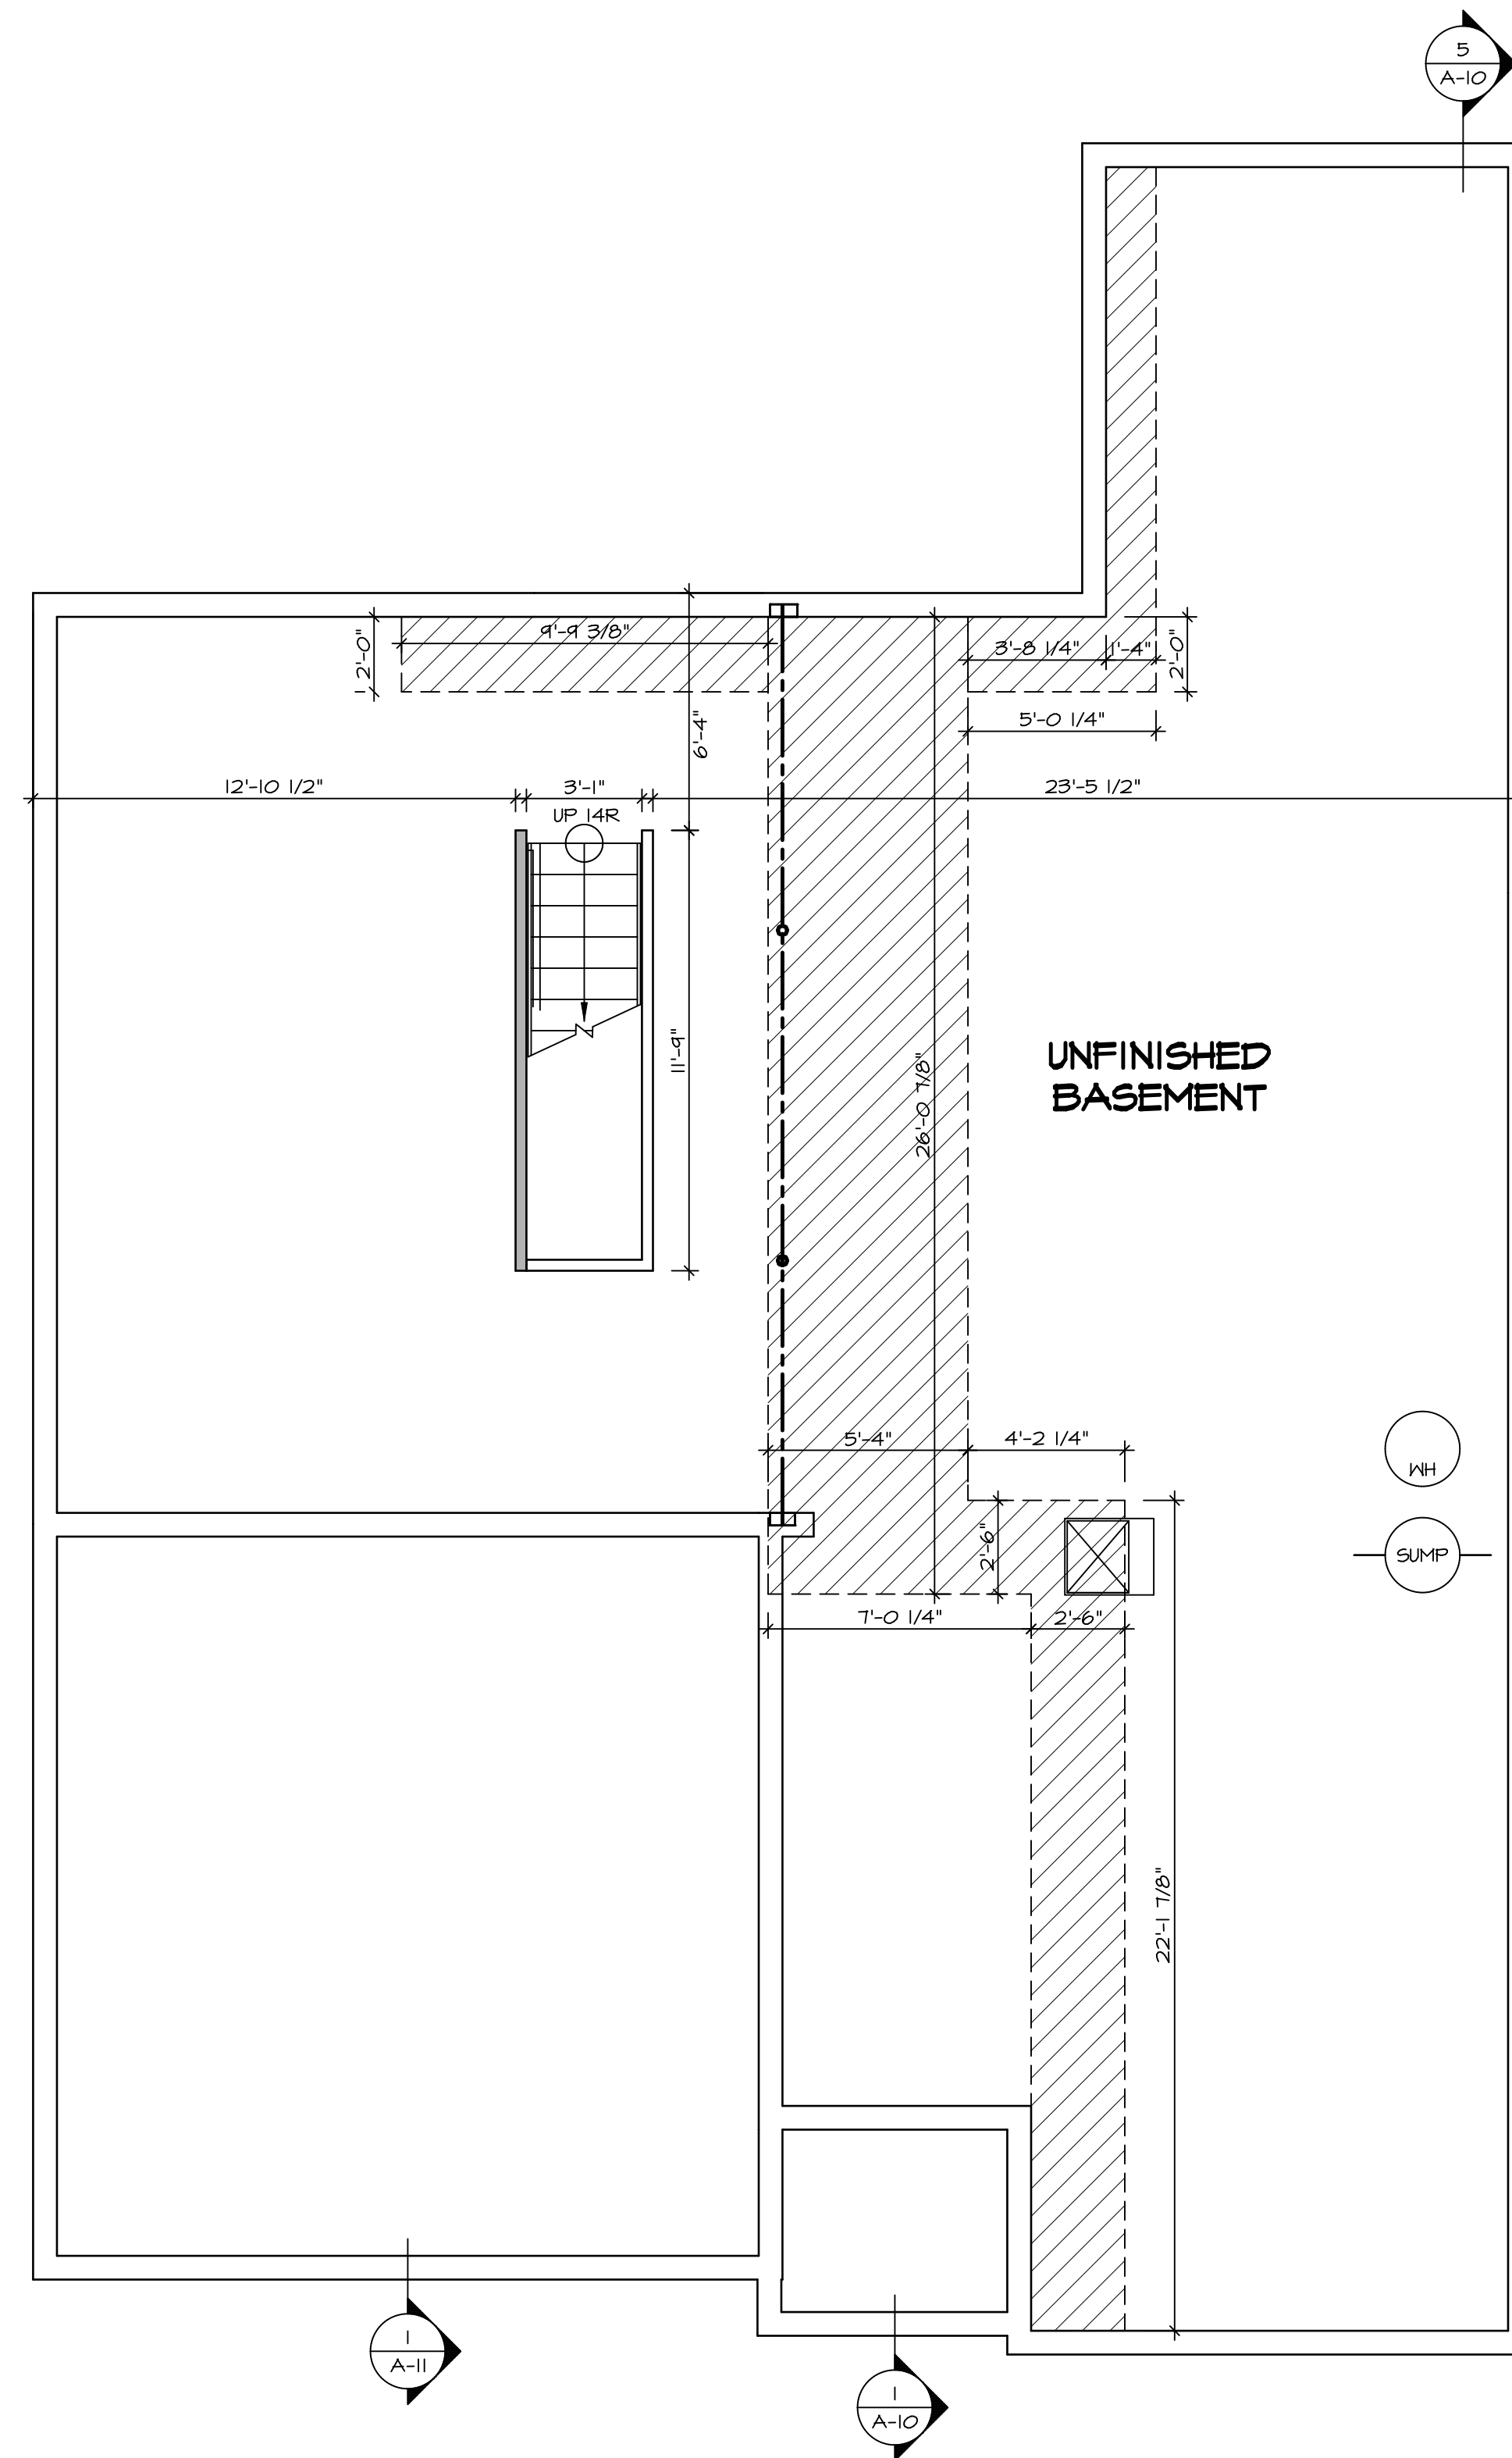 5
A-10
9'-9 3/8"
2'-0"
3'-8 1/4"
1'-4"
2'-0"
6'-4"
5'-0 1/4"
12'-10 1/2"
3'-1"
23'-5 1/2"
UP 14R
11'-9"
26'-0 7/8"
UNFINISHED
BASEMENT
5'-4"
4'-2 1/4"
WH
2'-6"
SUMP
7'-0 1/4"
2'-6"
22'-1 7/8"
1
A-11
1
A-10